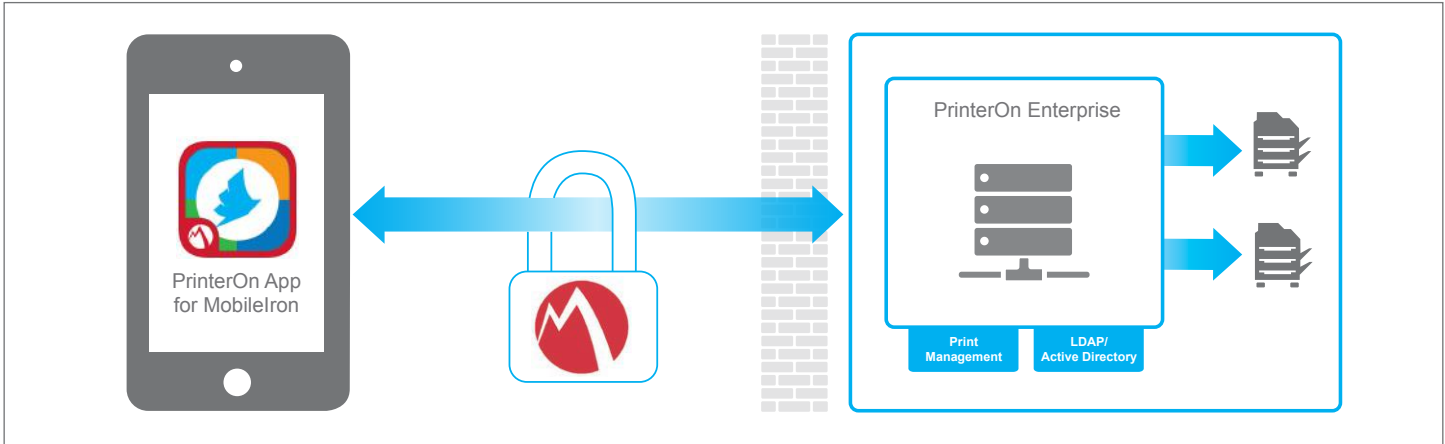 PrinterOn App
for MobileIron
PrinterOn Enterprise
Print
Management
LDAP/
Active Directory